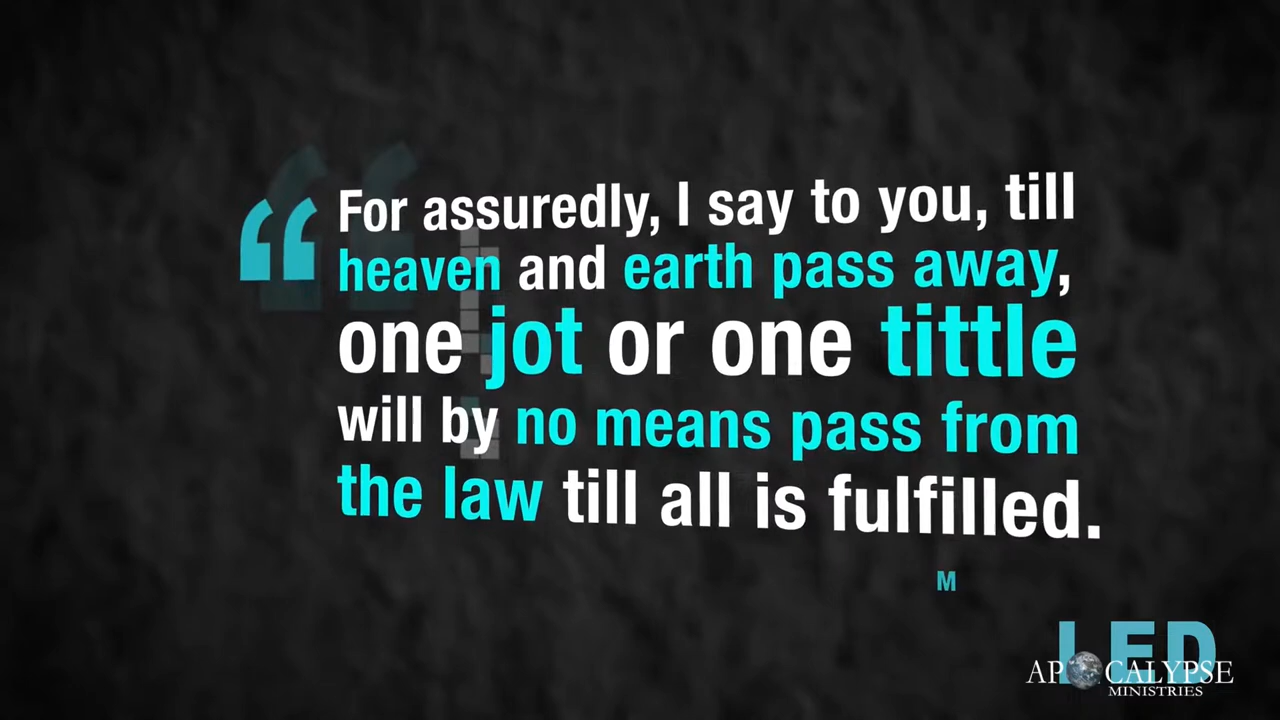 “For assuredly, I say to you, till
heaven and earth pass away,
one jot or one tittle
will by no means pass from
the law till all is fulfilled.
M
LED
APOCALYPSE
MINISTRIES